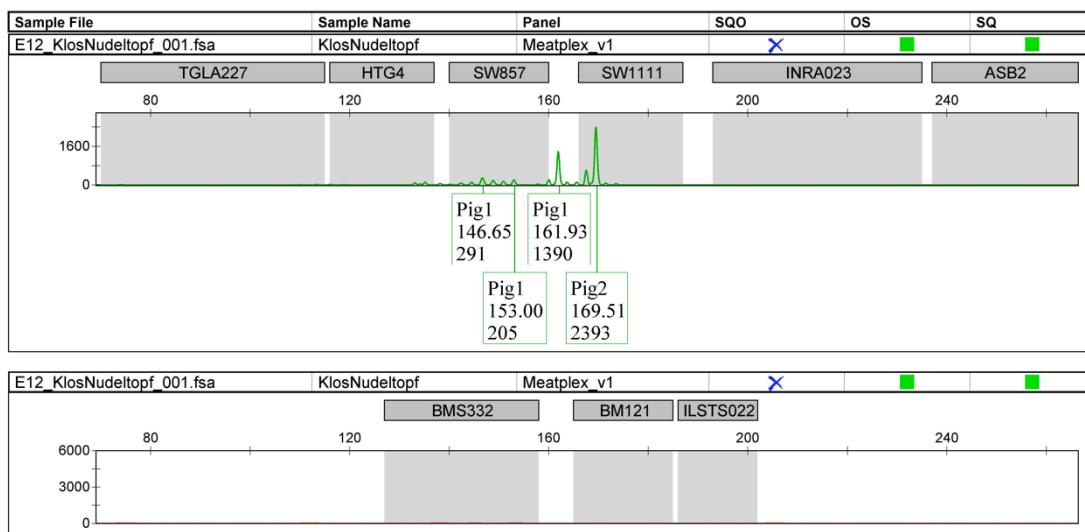 Sample File Sample Name Panel SQO OS SQ
E12_KlosNudeltopf_001.fsa KlosNudeltopf Meatplex_v1
TGLA227 HTG4 SW857 SW1111 INRA023 ASB2
80 120 160 200 240
1600
0
Pig1 Pig1
146.65 161.93
291 1390
Pig1 Pig2
153.00 169.51
205 2393
E12_KlosNudeltopf_001.fsa KlosNudeltopf Meatplex_v1
BMS332 BM121 ILSTS022
80 120 160 200 240
6000
3000
0